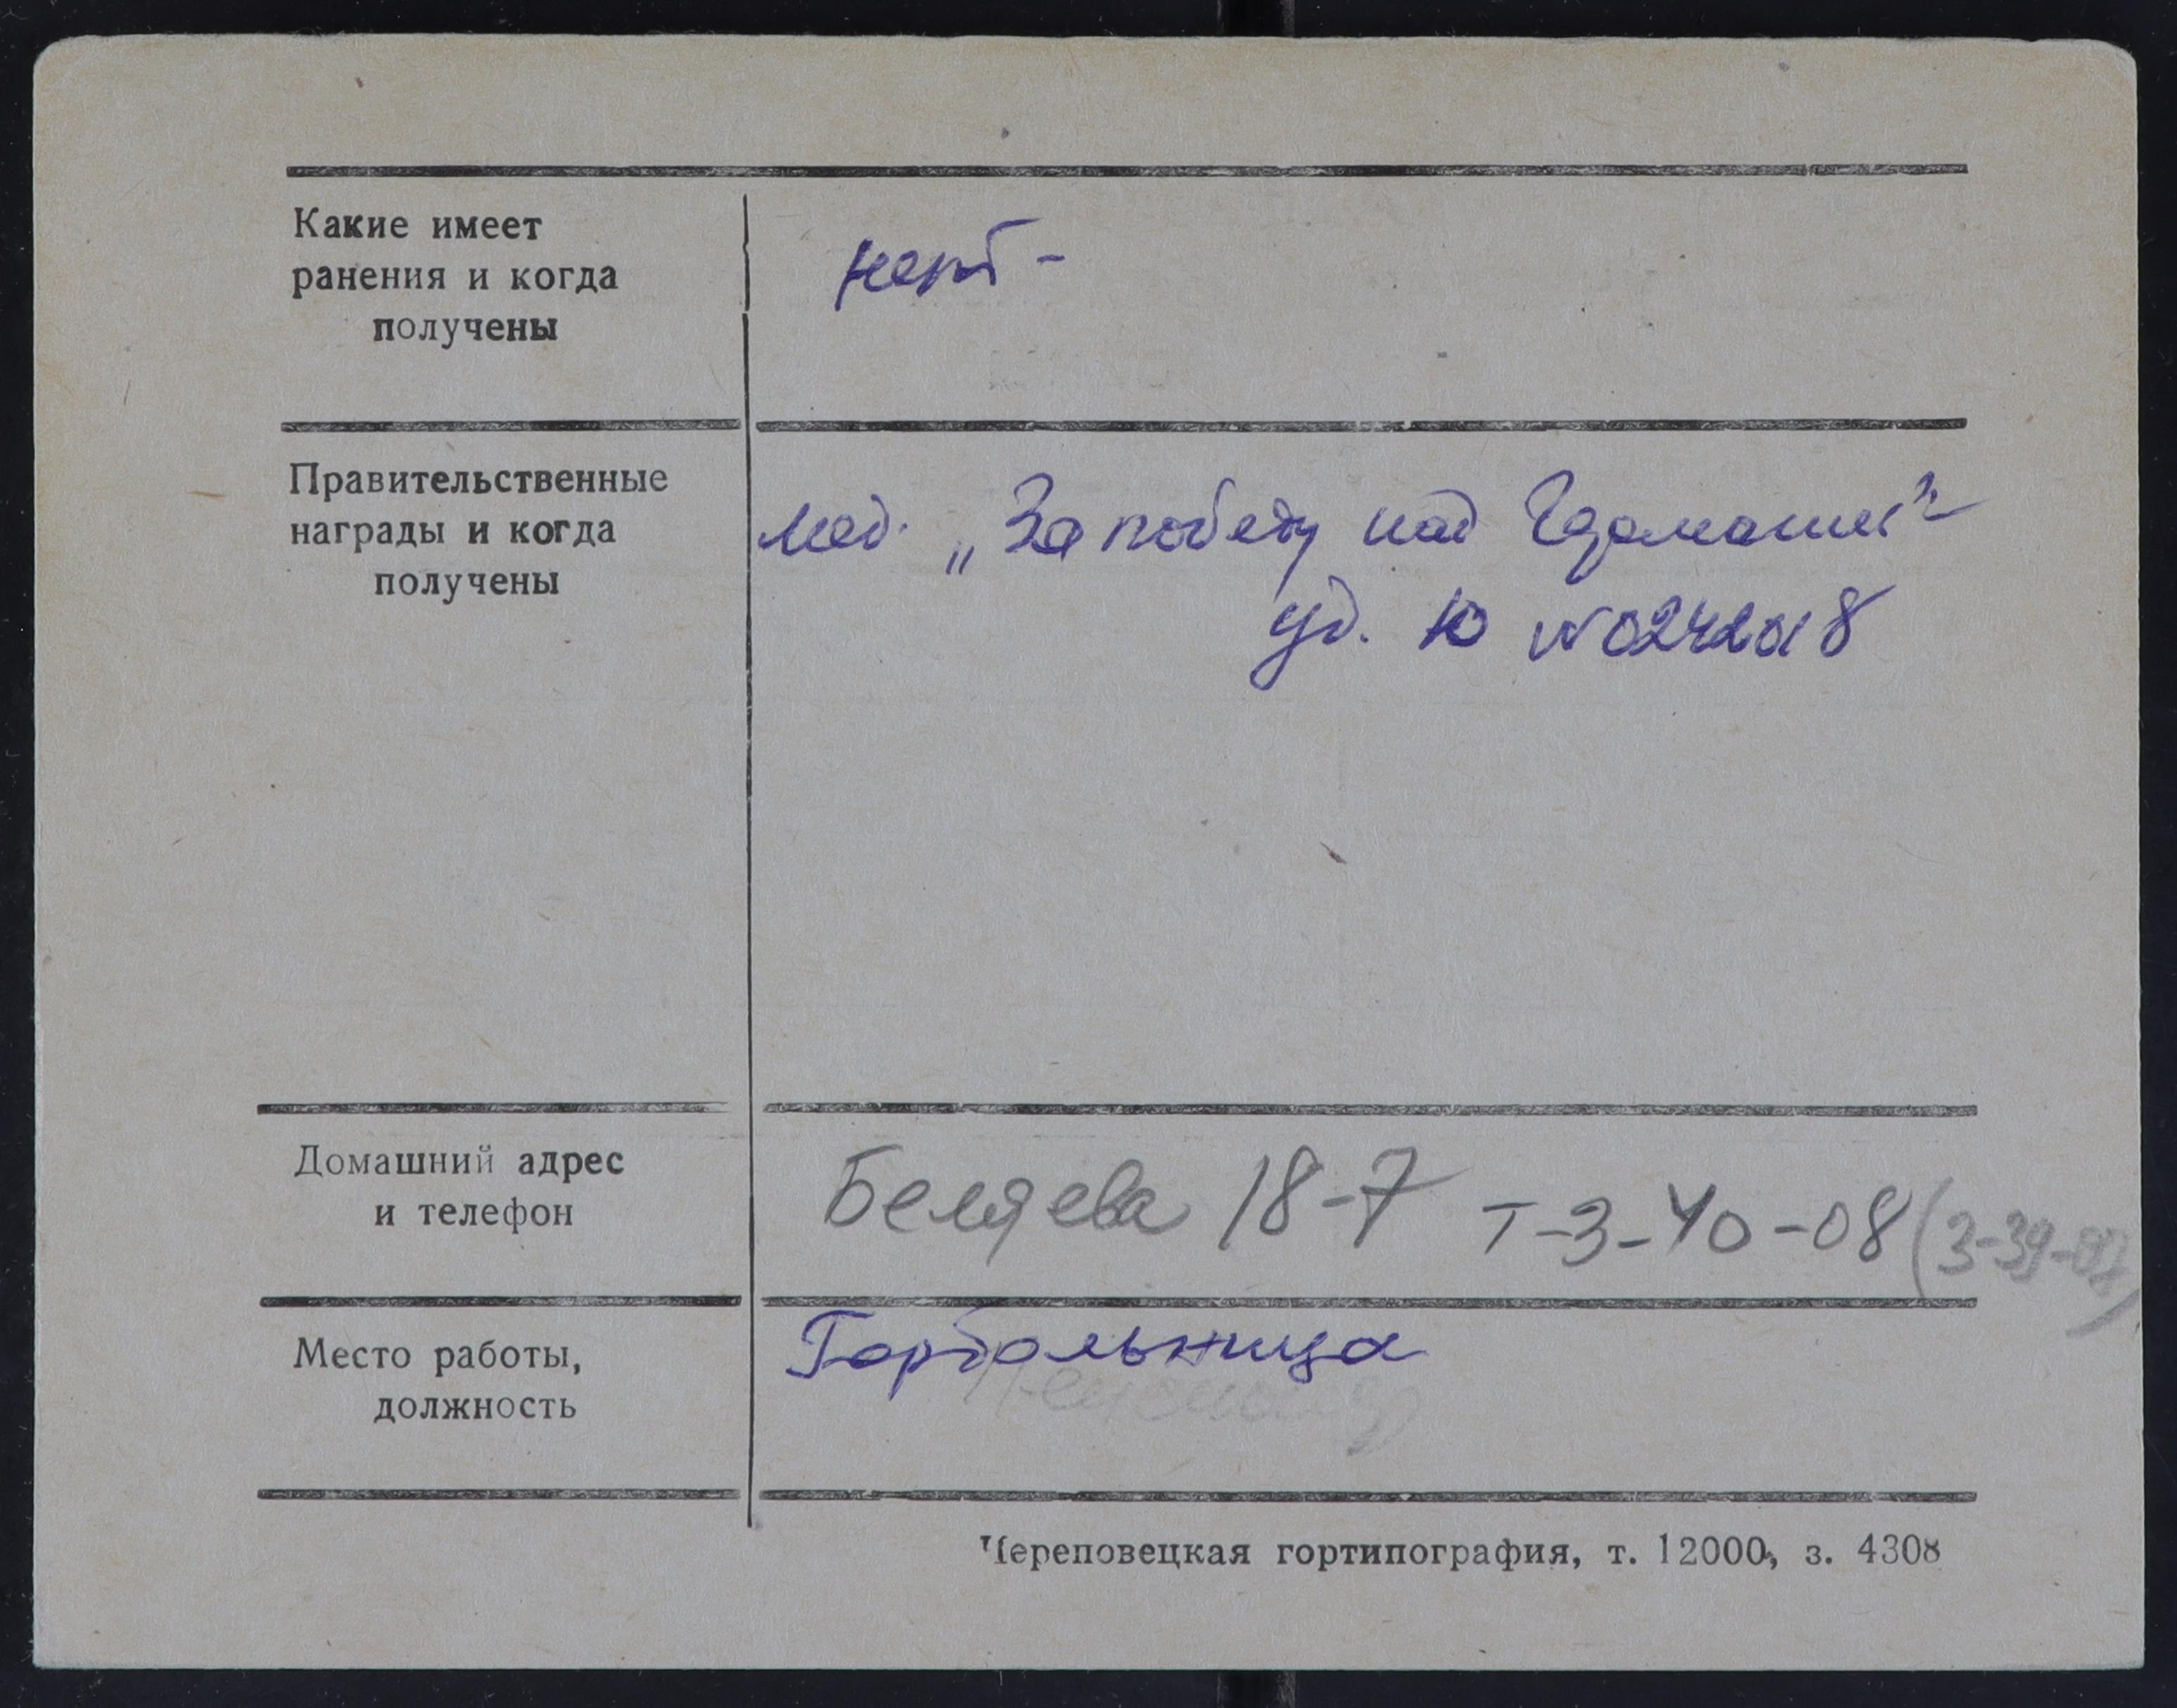 Какие имеет
ранения и когда
получены
нет -
Правительственные
награды и когда
получены
мед. „За победу над Германией"
уд. Ю №0242018
Домашний адрес
и телефон
Беляева 18-7 т-3-40-08
Место работы,
должность
Горбольница
Череповецкая гортипография, т. 12000, з. 4308